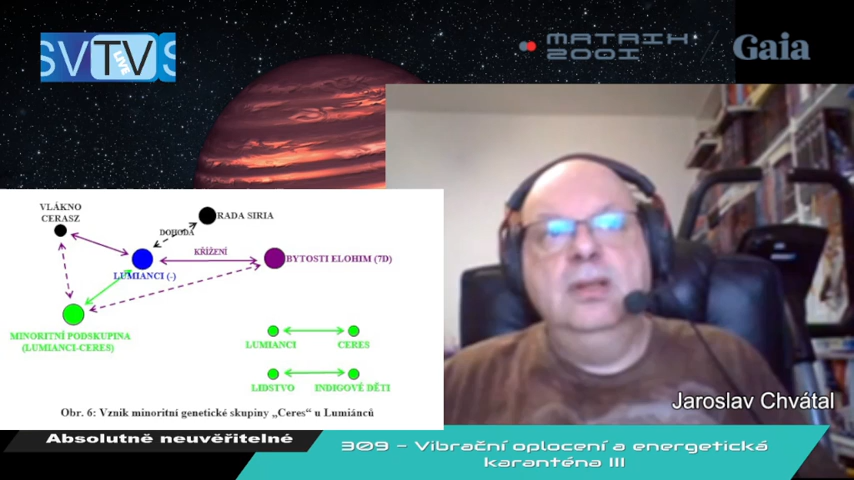 SVTVS
LIVE
MATRIX
2001
Gaia
VLÁKNO
CERASZ
RADA SIRIA
DOHODA
KŘÍŽENÍ
BYTOSTI ELOHIM (7D)
LUMIANCI (-)
MINORITNÍ PODSKUPINA
(LUMIANCI-CERES)
LUMIANCI
CERES
LIDSTVO
INDIGOVÉ DĚTI
Obr. 6: Vznik minoritní genetické skupiny „Ceres“ u Lumiánců
Jaroslav Chvátal
Absolutně neuvěřitelné
309 - Vibrační oplocení a energetická
karanténa III